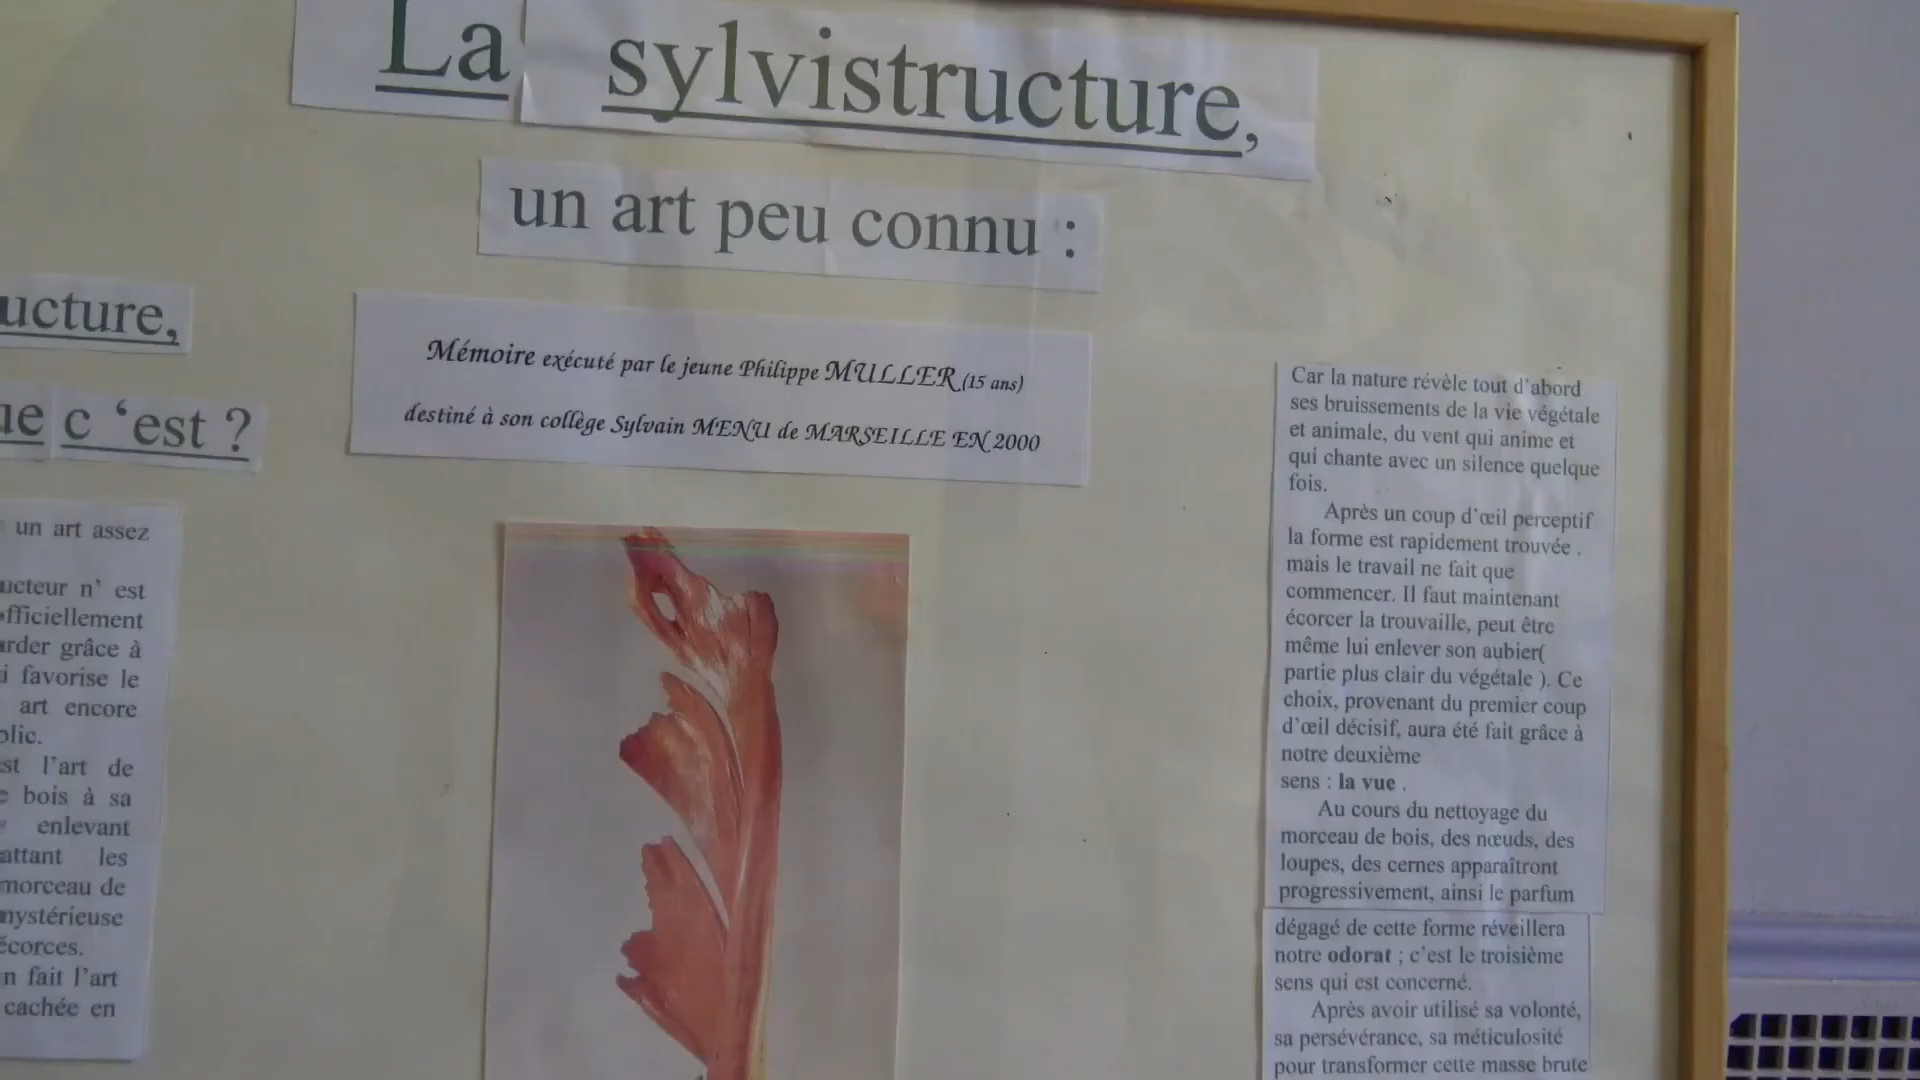 La sylvistructure,
un art peu connu :
ucture,
c ‘est ?
Mémoire exécuté par le jeune Philippe MULLER (15 ans)
destiné à son collège Sylvain MENU de MARSEILLE EN 2000
un art assez
ucteur n’ est
fficiellement
arder grâce à
favorise le
art encore
blic.
st l’art de
bois à sa
enlevant
attant les
morceau de
mystérieuse
écorces.
n fait l’art
cachée en
Car la nature révèle tout d’abord
ses bruissements de la vie végétale
et animale, du vent qui anime et
qui chante avec un silence quelque
fois.
Après un coup d’œil perceptif
la forme est rapidement trouvée .
mais le travail ne fait que
commencer. Il faut maintenant
écorcer la trouvaille, peut être
même lui enlever son aubier(
partie plus clair du végétale ). Ce
choix, provenant du premier coup
d’œil décisif, aura été fait grâce à
notre deuxième
sens : la vue .
Au cours du nettoyage du
morceau de bois, des nœuds, des
loupes, des cernes apparaîtront
progressivement, ainsi le parfum
dégagé de cette forme réveillera
notre odorat ; c’est le troisième
sens qui est concerné.
Après avoir utilisé sa volonté,
sa persévérance, sa méticulosité
pour transformer cette masse brute